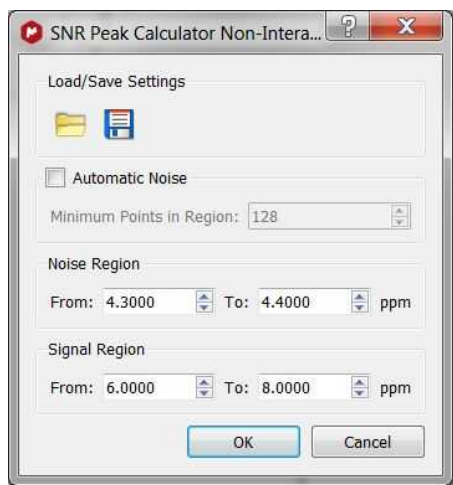 SNR Peak Calculator Non-Intera...
Load/Save Settings
Automatic Noise
Minimum Points in Region: 128
Noise Region
From: 4.3000 To: 4.4000 ppm
Signal Region
From: 6.0000 To: 8.0000 ppm
OK Cancel